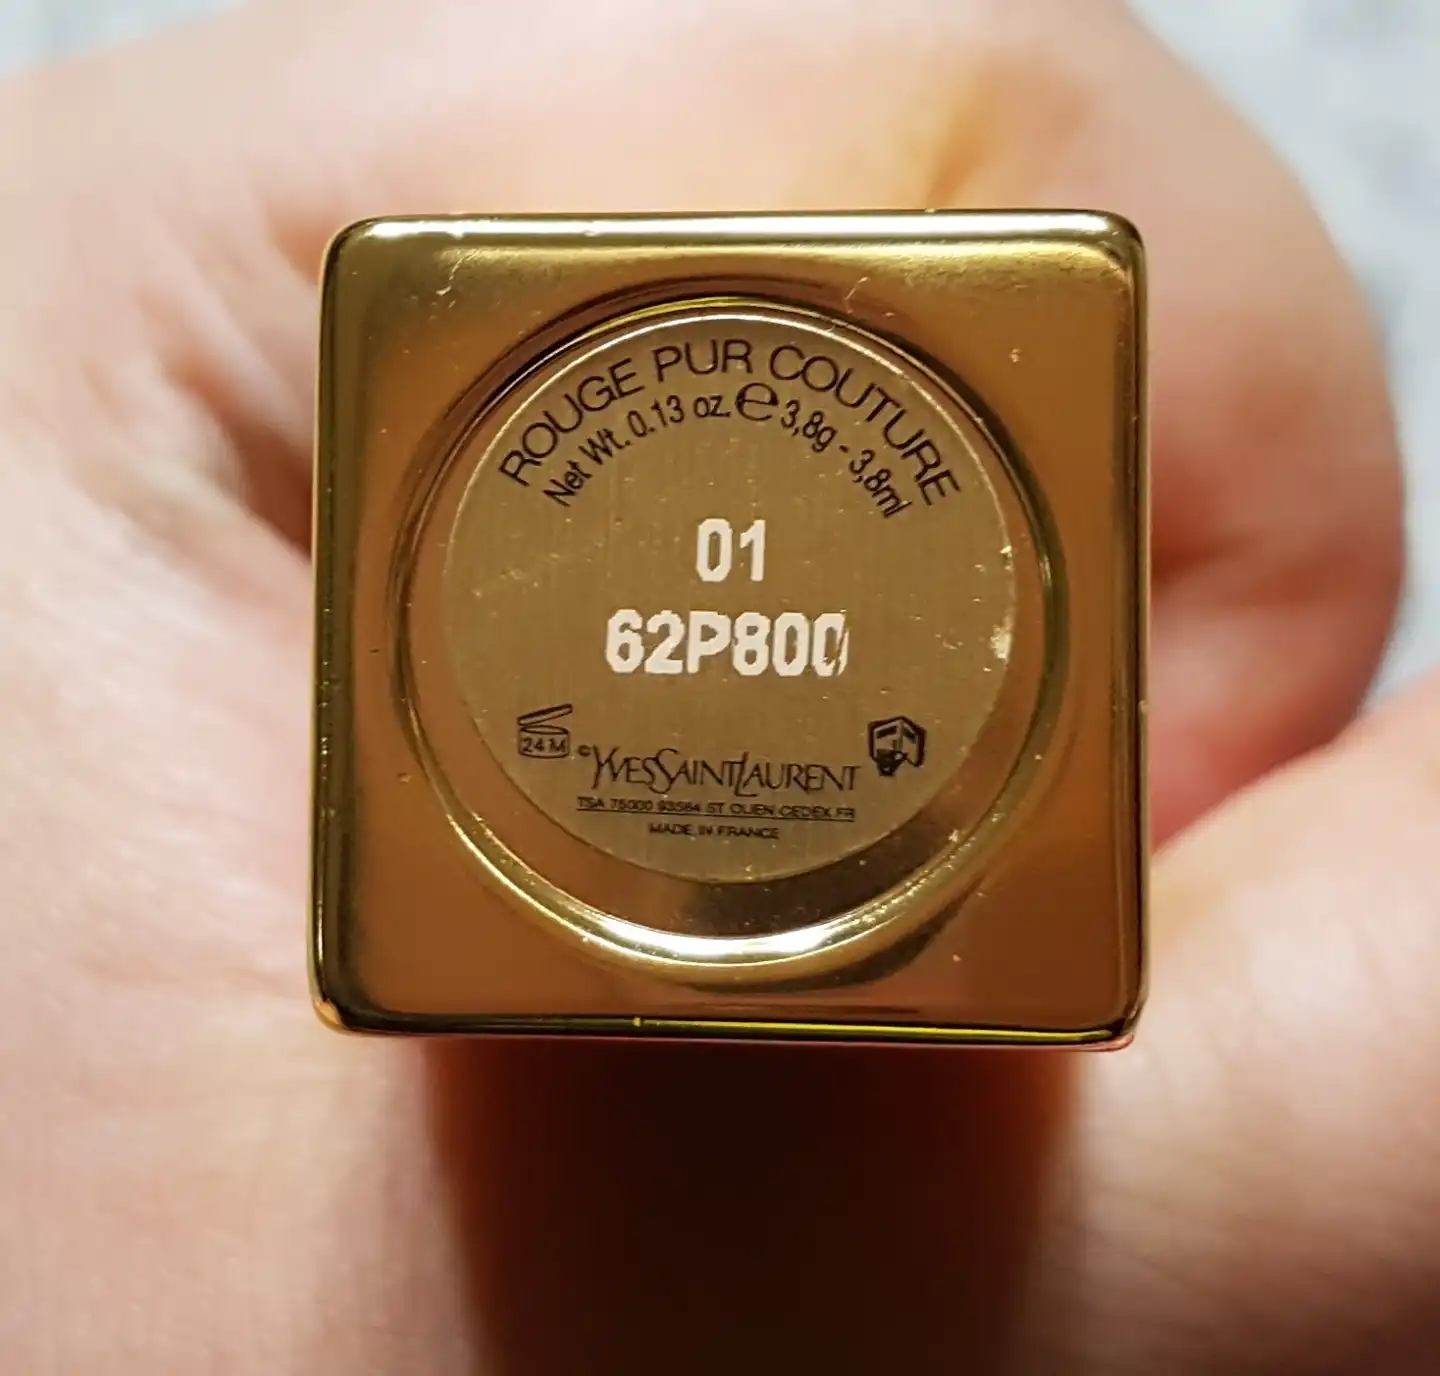 ROUGE PUR COUTURE
Net Wt. 0.13 oz. ℮ 3,8g - 3,8ml
01
62P800
24 M
©YVESSAINTLAURENT
TSA 75000 93584 ST OUEN CEDEX FR
MADE IN FRANCE